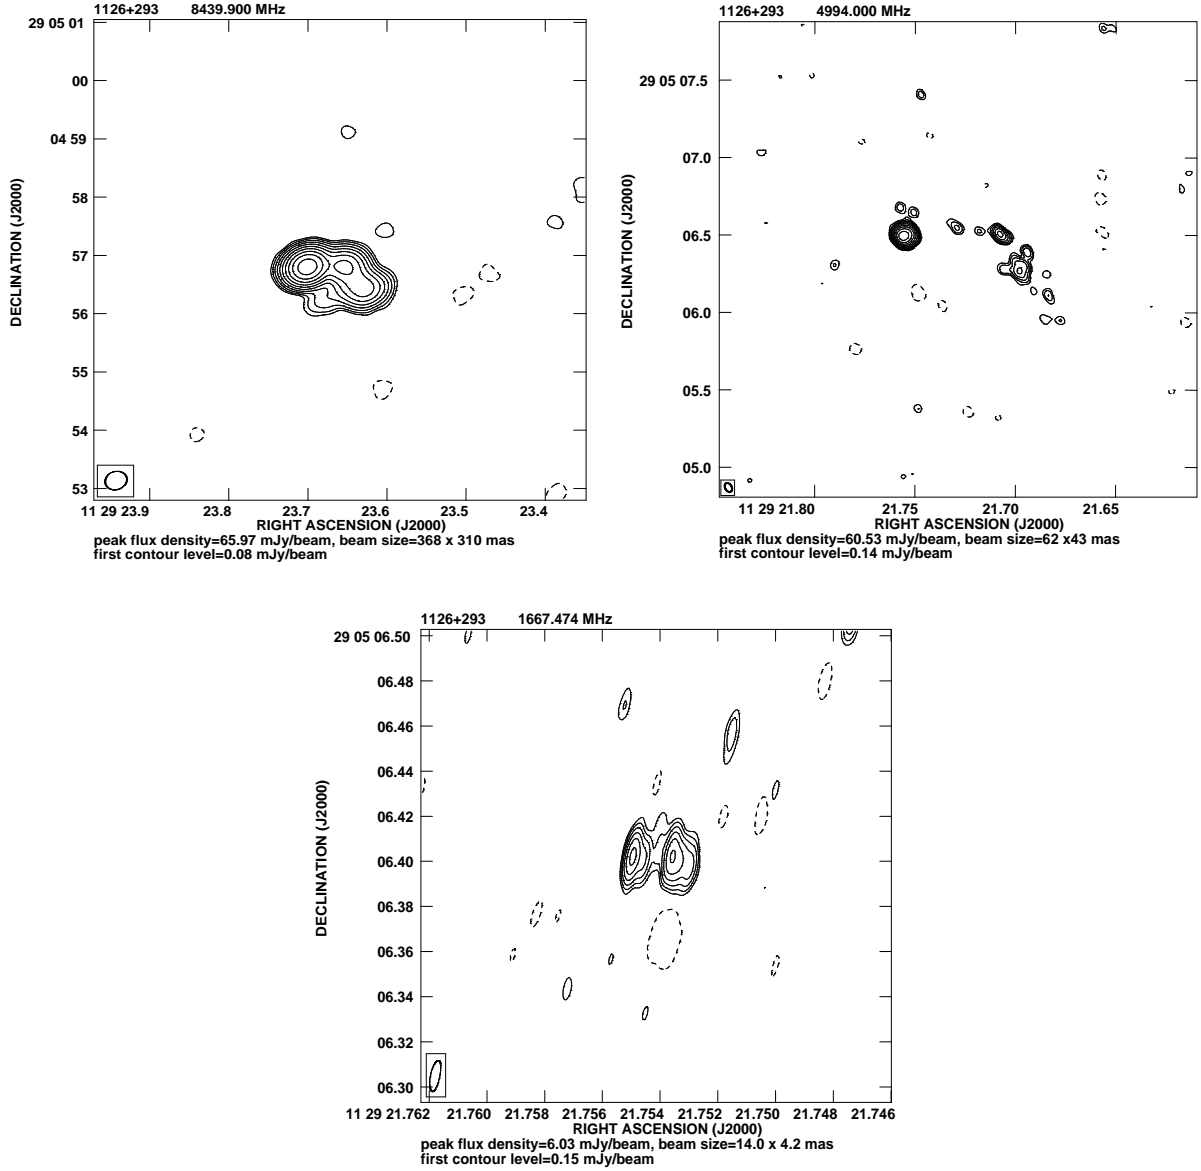 1126+293 8439.900 MHz
29 05 01
00
04 59
58
57
56
55
54
53
DECLINATION (J2000)
11 29 23.9 23.8 23.7 23.6 23.5 23.4
RIGHT ASCENSION (J2000)
peak flux density=65.97 mJy/beam, beam size=368 x 310 mas
first contour level=0.08 mJy/beam
1126+293 4994.000 MHz
29 05 07.5
07.0
06.5
06.0
05.5
05.0
DECLINATION (J2000)
11 29 21.80 21.75 21.70 21.65
RIGHT ASCENSION (J2000)
peak flux density=60.53 mJy/beam, beam size=62 x43 mas
first contour level=0.14 mJy/beam
1126+293 1667.474 MHz
29 05 06.50
06.48
06.46
06.44
06.42
06.40
06.38
06.36
06.34
06.32
06.30
DECLINATION (J2000)
11 29 21.762 21.760 21.758 21.756 21.754 21.752 21.750 21.748 21.746
RIGHT ASCENSION (J2000)
peak flux density=6.03 mJy/beam, beam size=14.0 x 4.2 mas
first contour level=0.15 mJy/beam